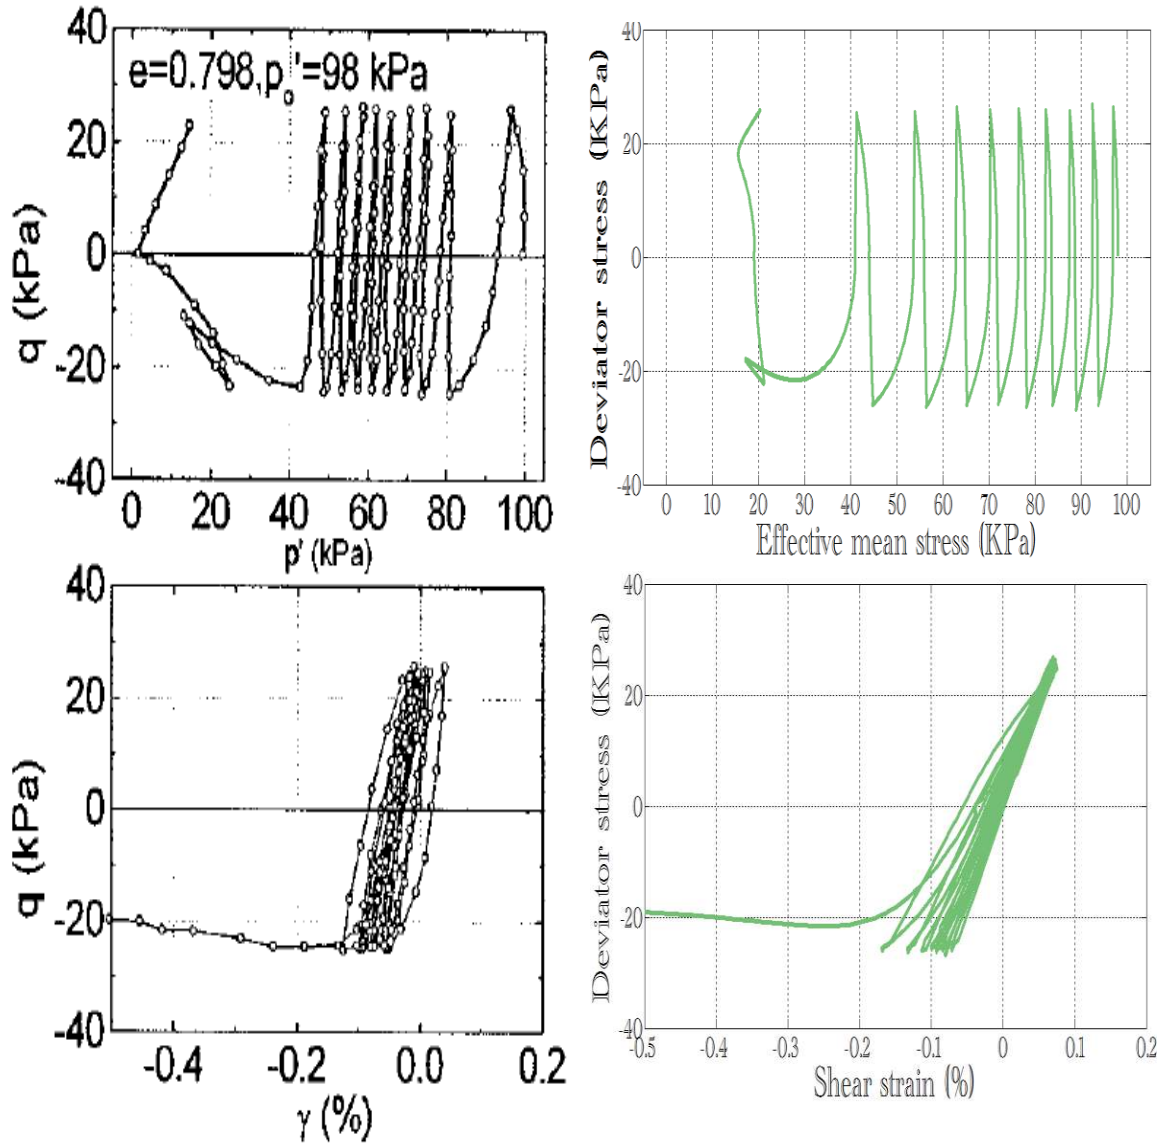 40
20
0
-20
-40
q (kPa)
e=0.798,p₀'=98 kPa
0 20 40 60 80 100
p' (kPa)
40
20
0
-20
-40
Deviator stress (KPa)
0 10 20 30 40 50 60 70 80 90 100
Effective mean stress (KPa)
40
20
0
-20
-40
q (kPa)
-0.4 -0.2 0.0 0.2
γ (%)
40
20
0
-20
-40
Deviator stress (KPa)
-0.5 -0.4 -0.3 -0.2 -0.1 0 0.1 0.2
Shear strain (%)